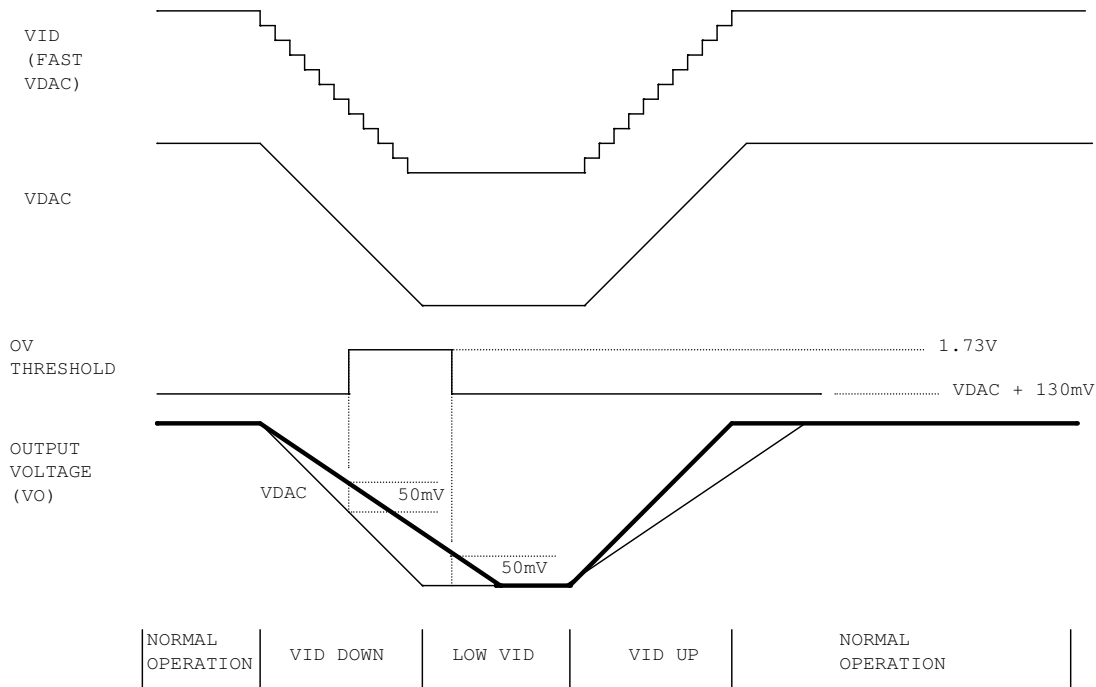 VID
(FAST
VDAC)
VDAC
OV
THRESHOLD
1.73V
VDAC + 130mV
OUTPUT
VOLTAGE
(VO)
VDAC
50mV
50mV
NORMAL
OPERATION
VID DOWN
LOW VID
VID UP
NORMAL
OPERATION